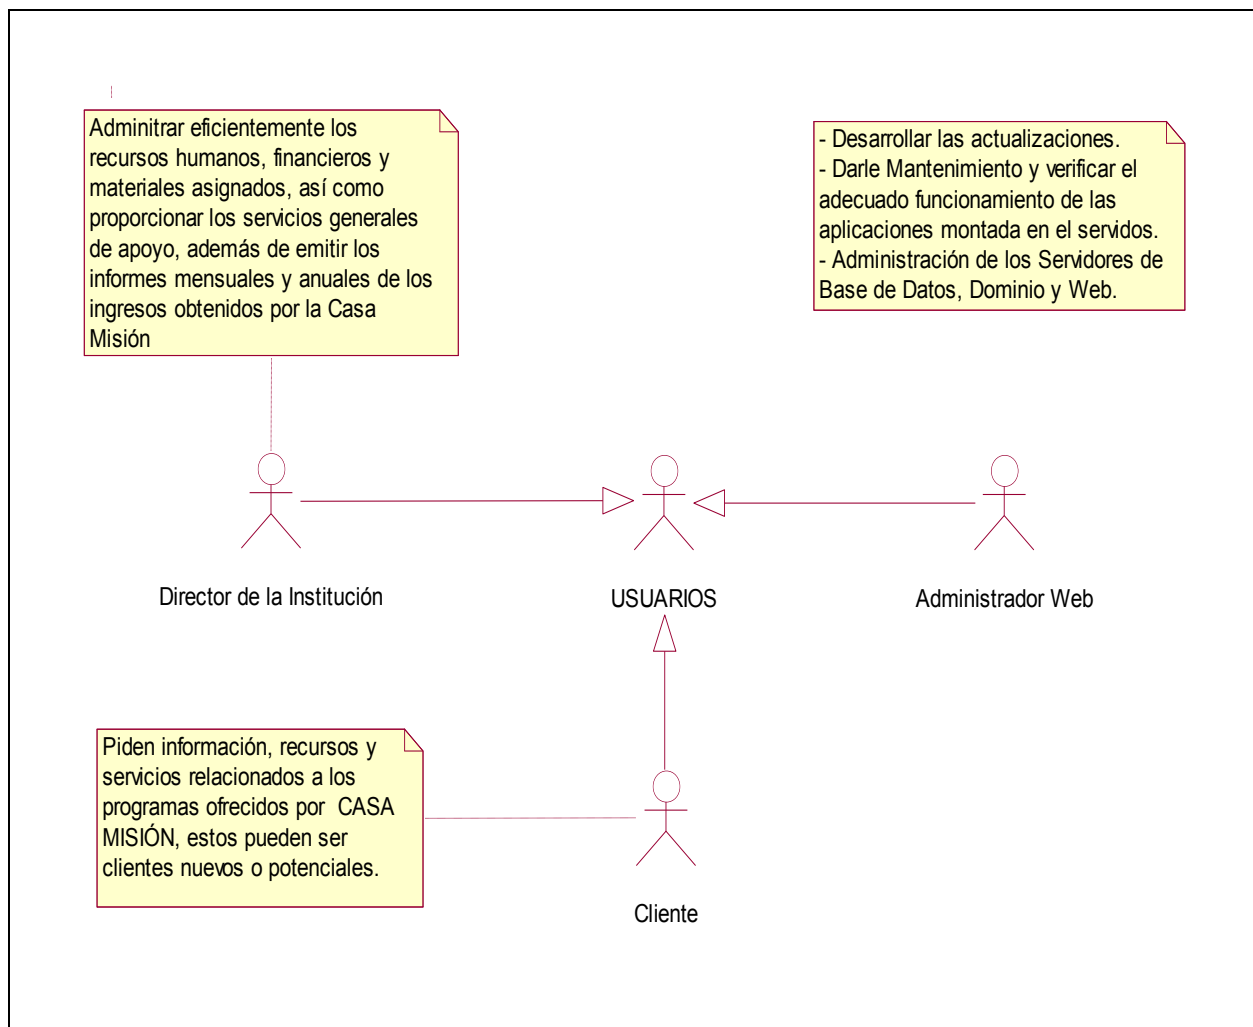 Adminitrar eficientemente los
recursos humanos, financieros y
materiales asignados, así como
proporcionar los servicios generales
de apoyo, además de emitir los
informes mensuales y anuales de los
ingresos obtenidos por la Casa
Misión
- Desarrollar las actualizaciones.
- Darle Mantenimiento y verificar el
adecuado funcionamiento de las
aplicaciones montada en el servidos.
- Administración de los Servidores de
Base de Datos, Dominio y Web.
Director de la Institución
USUARIOS
Administrador Web
Piden información, recursos y
servicios relacionados a los
programas ofrecidos por  CASA
MISIÓN, estos pueden ser
clientes nuevos o potenciales.
Cliente